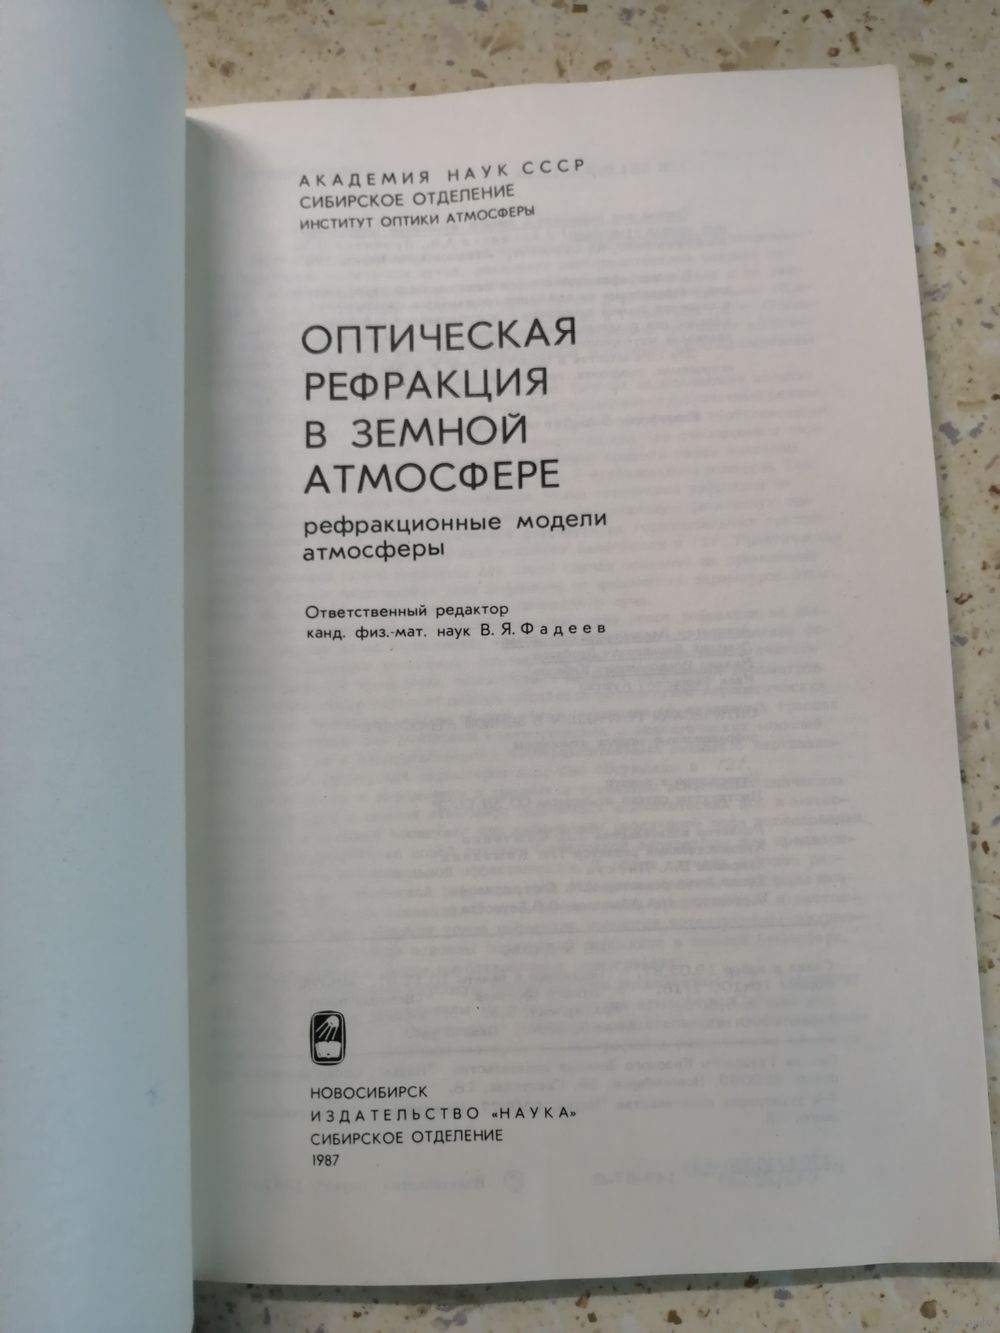 АКАДЕМИЯ НАУК СССР
СИБИРСКОЕ ОТДЕЛЕНИЕ
ИНСТИТУТ ОПТИКИ АТМОСФЕРЫ
ОПТИЧЕСКАЯ
РЕФРАКЦИЯ
В ЗЕМНОЙ
АТМОСФЕРЕ
рефракционные модели
атмосферы
Ответственный редактор
канд. физ.-мат. наук В. Я. Фадеев
НОВОСИБИРСК
ИЗДАТЕЛЬСТВО «НАУКА»
СИБИРСКОЕ ОТДЕЛЕНИЕ
1987